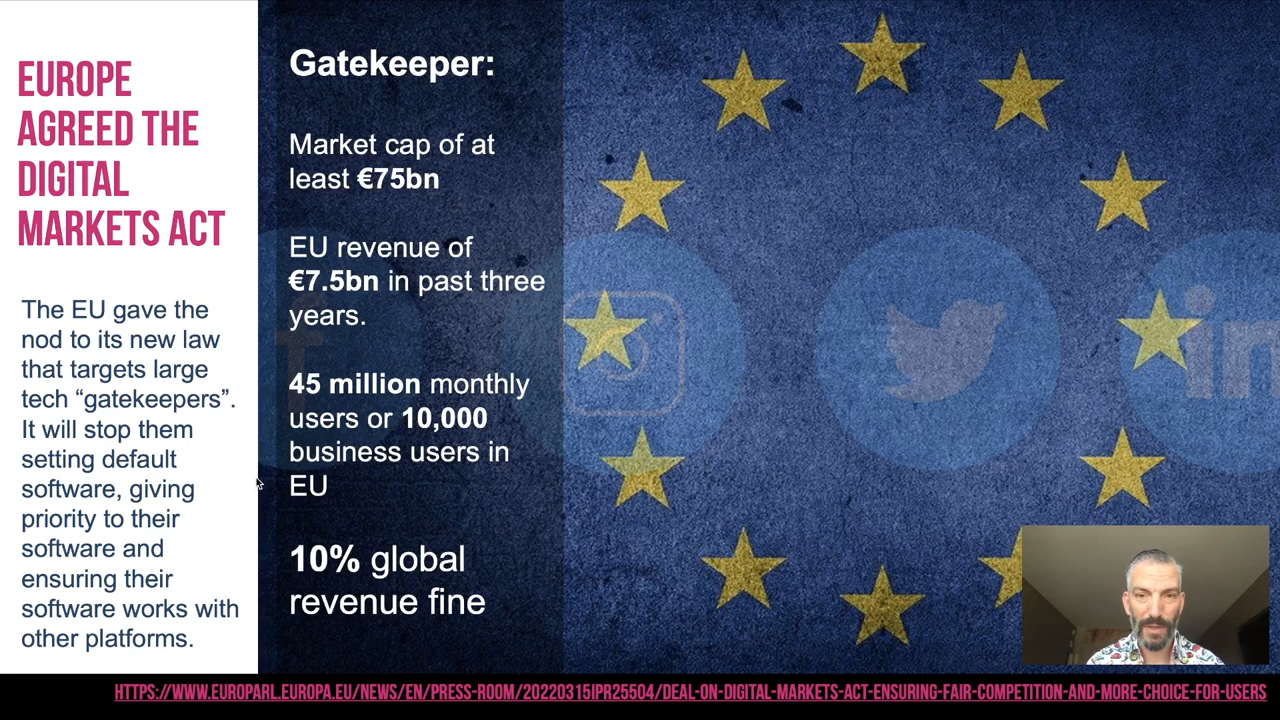 EUROPE
AGREED THE
DIGITAL
MARKETS ACT
The EU gave the
nod to its new law
that targets large
tech “gatekeepers”.
It will stop them
setting default
software, giving
priority to their
software and
ensuring their
software works with
other platforms.
Gatekeeper:
Market cap of at
least €75bn
EU revenue of
€7.5bn in past three
years.
45 million monthly
users or 10,000
business users in
EU
10% global
revenue fine
in
HTTPS://WWW.EUROPARL.EUROPA.EU/NEWS/EN/PRESS-ROOM/20220315IPR25504/DEAL-ON-DIGITAL-MARKETS-ACT-ENSURING-FAIR-COMPETITION-AND-MORE-CHOICE-FOR-USERS